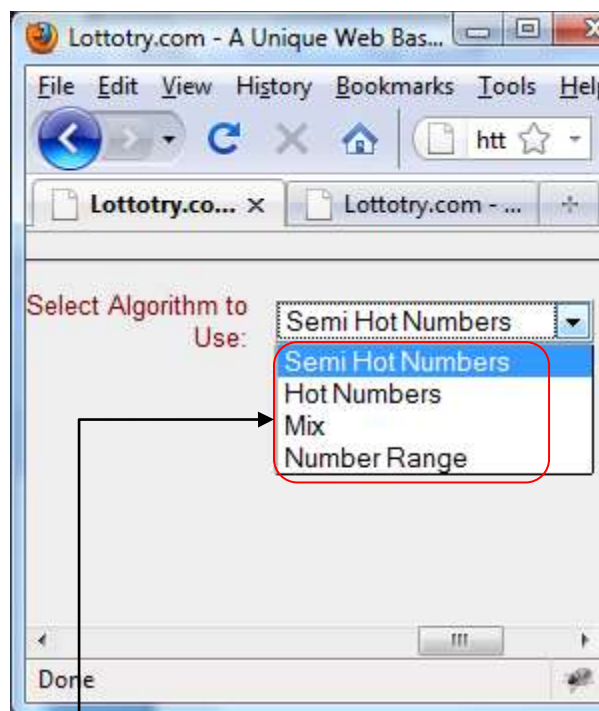 Lottotry.com - A Unique Web Bas...
File Edit View History Bookmarks Tools Help
htt
Lottotry.co... × Lottotry.com - ...
Select Algorithm to
Use:
Semi Hot Numbers
Semi Hot Numbers
Hot Numbers
Mix
Number Range
Done